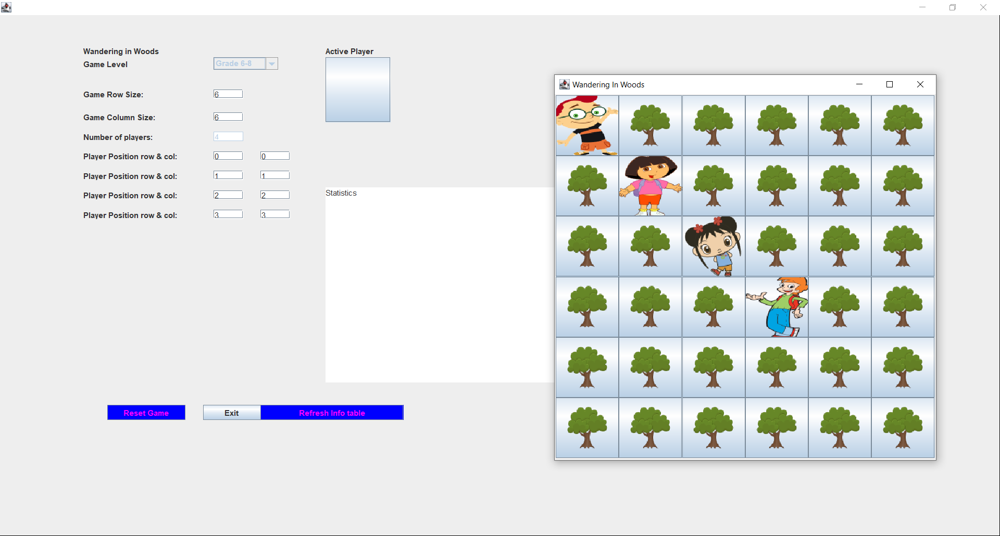 Wandering in Woods
Game Level
Grade 6-8
Game Row Size:
6
Game Column Size:
6
Number of players:
4
Player Position row & col:
0
0
Player Position row & col:
1
1
Player Position row & col:
2
2
Player Position row & col:
3
3
Active Player
Statistics
Reset Game
Exit
Refresh Info table
Wandering In Woods